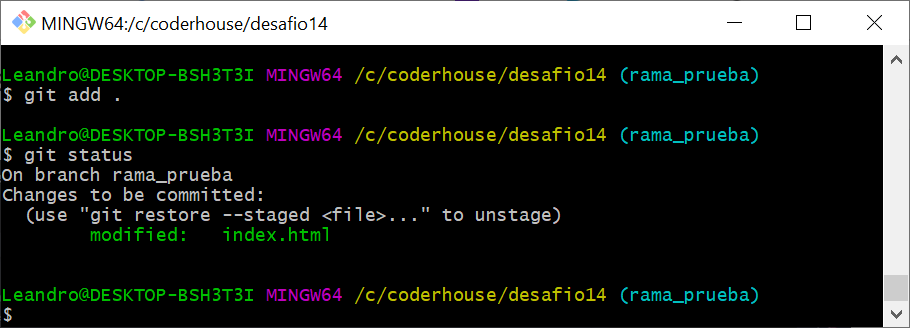 MINGW64:/c/coderhouse/desafio14
Leandro@DESKTOP-BSH3T3I MINGW64 /c/coderhouse/desafio14 (rama_prueba)
$ git add .
Leandro@DESKTOP-BSH3T3I MINGW64 /c/coderhouse/desafio14 (rama_prueba)
$ git status
On branch rama_prueba
Changes to be committed:
  (use "git restore --staged <file>..." to unstage)
        modified:   index.html
Leandro@DESKTOP-BSH3T3I MINGW64 /c/coderhouse/desafio14 (rama_prueba)
$